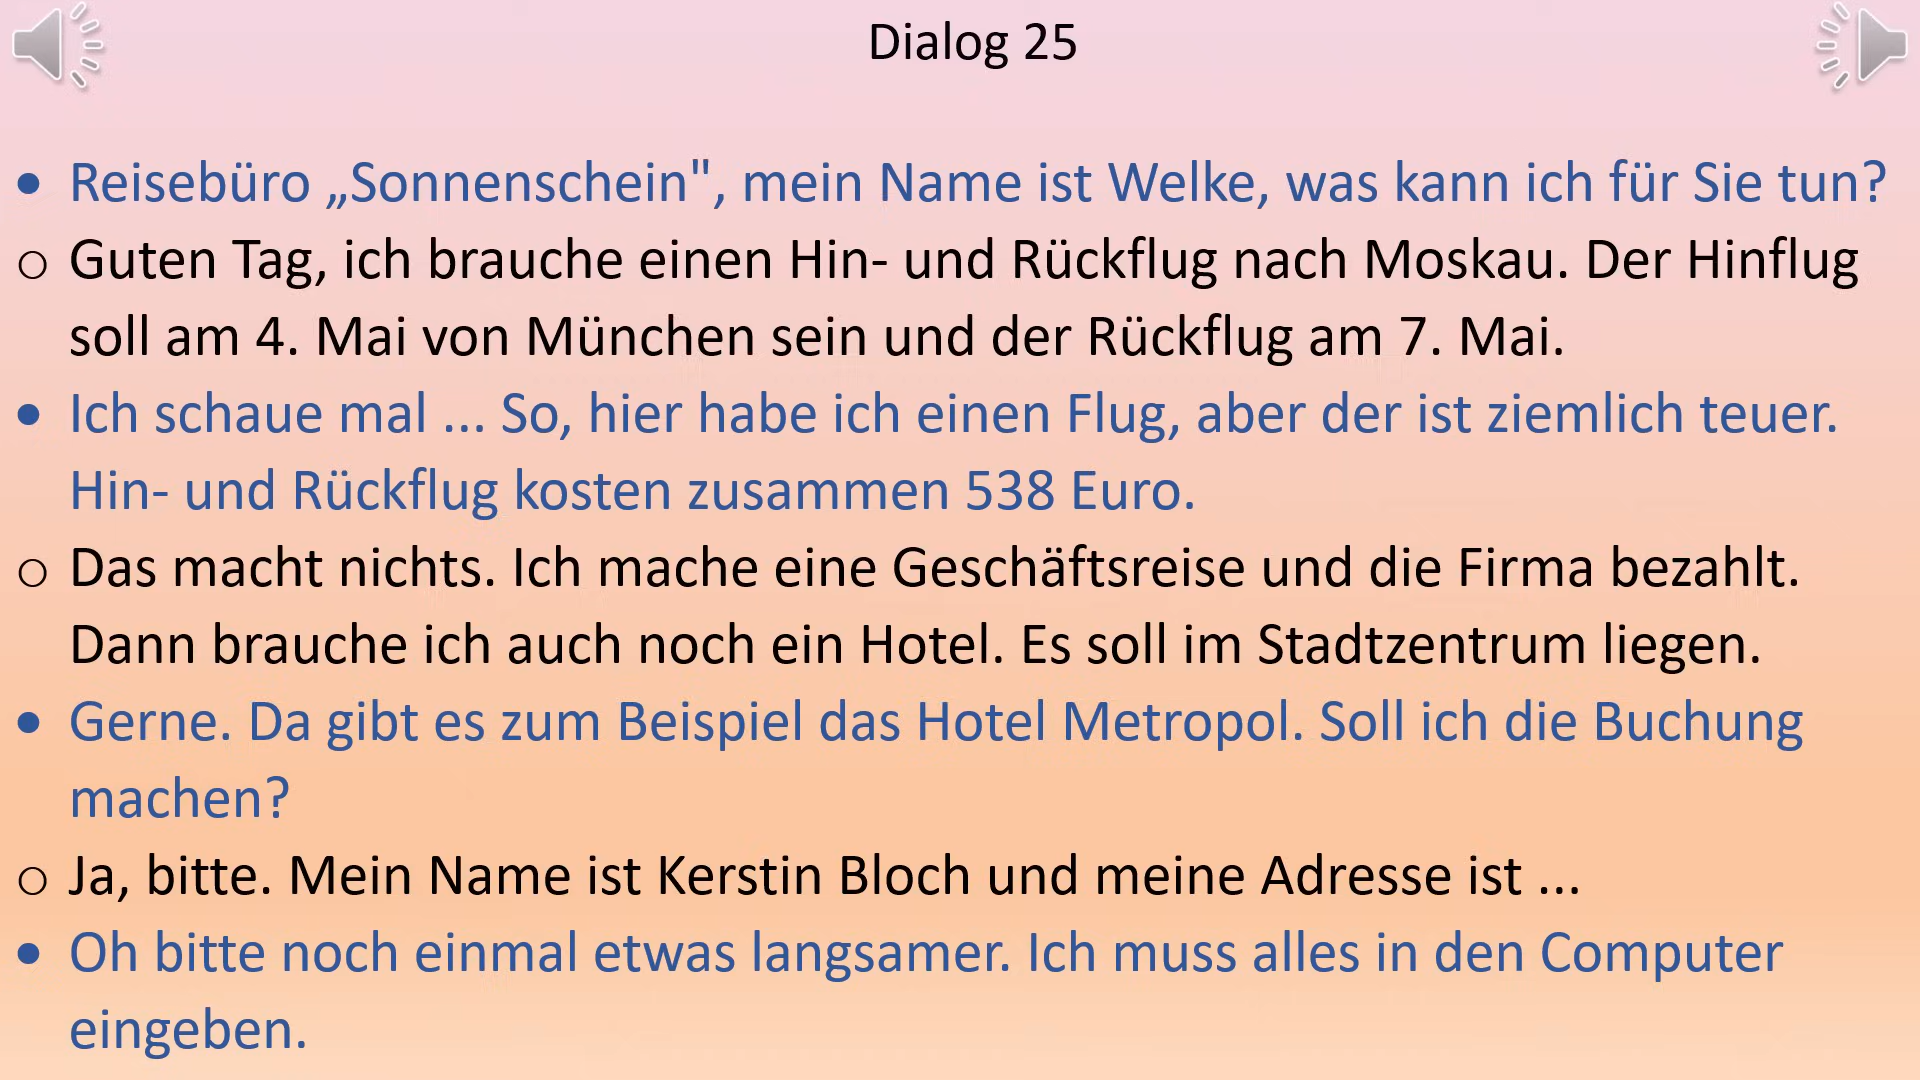 Dialog 25
• Reisebüro „Sonnenschein", mein Name ist Welke, was kann ich für Sie tun?
o Guten Tag, ich brauche einen Hin- und Rückflug nach Moskau. Der Hinflug
soll am 4. Mai von München sein und der Rückflug am 7. Mai.
• Ich schaue mal ... So, hier habe ich einen Flug, aber der ist ziemlich teuer.
Hin- und Rückflug kosten zusammen 538 Euro.
o Das macht nichts. Ich mache eine Geschäftsreise und die Firma bezahlt.
Dann brauche ich auch noch ein Hotel. Es soll im Stadtzentrum liegen.
• Gerne. Da gibt es zum Beispiel das Hotel Metropol. Soll ich die Buchung
machen?
o Ja, bitte. Mein Name ist Kerstin Bloch und meine Adresse ist ...
• Oh bitte noch einmal etwas langsamer. Ich muss alles in den Computer
eingeben.